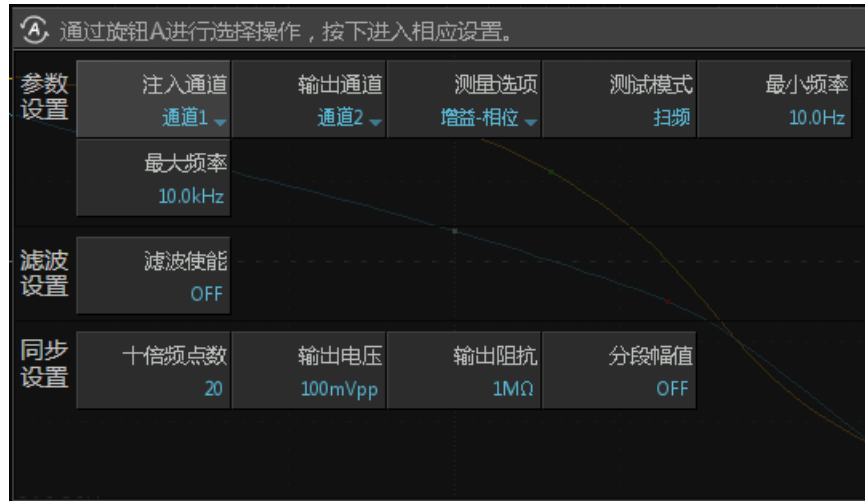 A 通过旋钮A进行选择操作，按下进入相应设置。
参数设置
注入通道 输出通道 测量选项 测试模式 最小频率
通道1 通道2 增益-相位 扫频 10.0Hz
最大频率
10.0kHz
滤波设置
滤波使能
OFF
同步设置
十倍频点数 输出电压 输出阻抗 分段幅值
20 100mVpp 1MΩ OFF